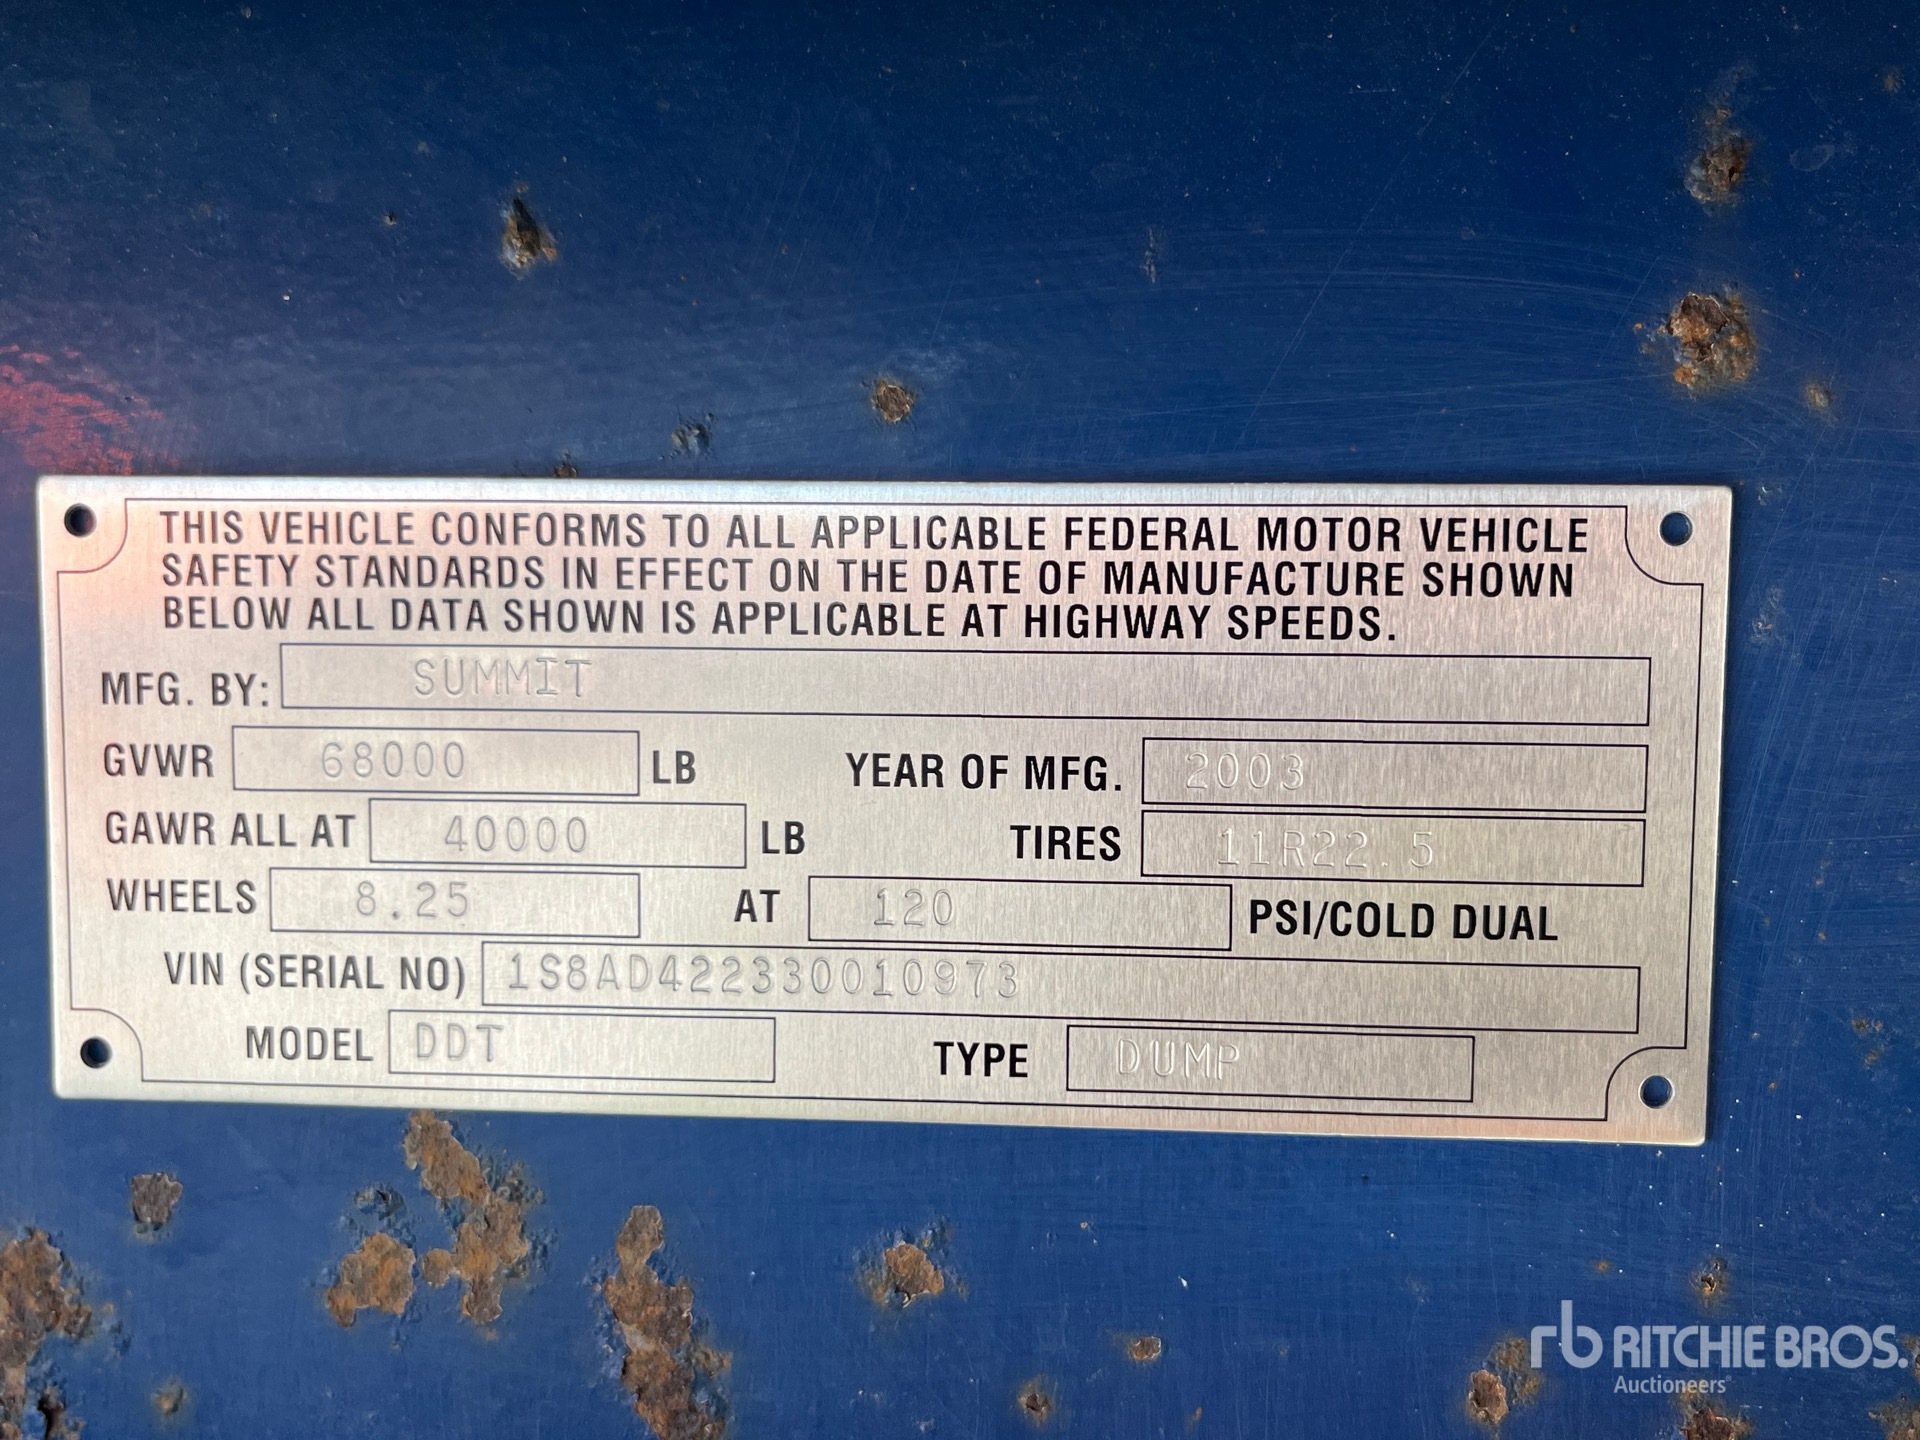 THIS VEHICLE CONFORMS TO ALL APPLICABLE FEDERAL MOTOR VEHICLE
SAFETY STANDARDS IN EFFECT ON THE DATE OF MANUFACTURE SHOWN
BELOW ALL DATA SHOWN IS APPLICABLE AT HIGHWAY SPEEDS.
MFG. BY: SUMMIT
GVWR 68000 LB YEAR OF MFG. 2003
GAWR ALL AT 40000 LB TIRES 11R22.5
WHEELS 8.25 AT 120 PSI/COLD DUAL
VIN (SERIAL NO) 1S8AD422330010973
MODEL DDT TYPE DUMP
rb RITCHIE BROS.
Auctioneers